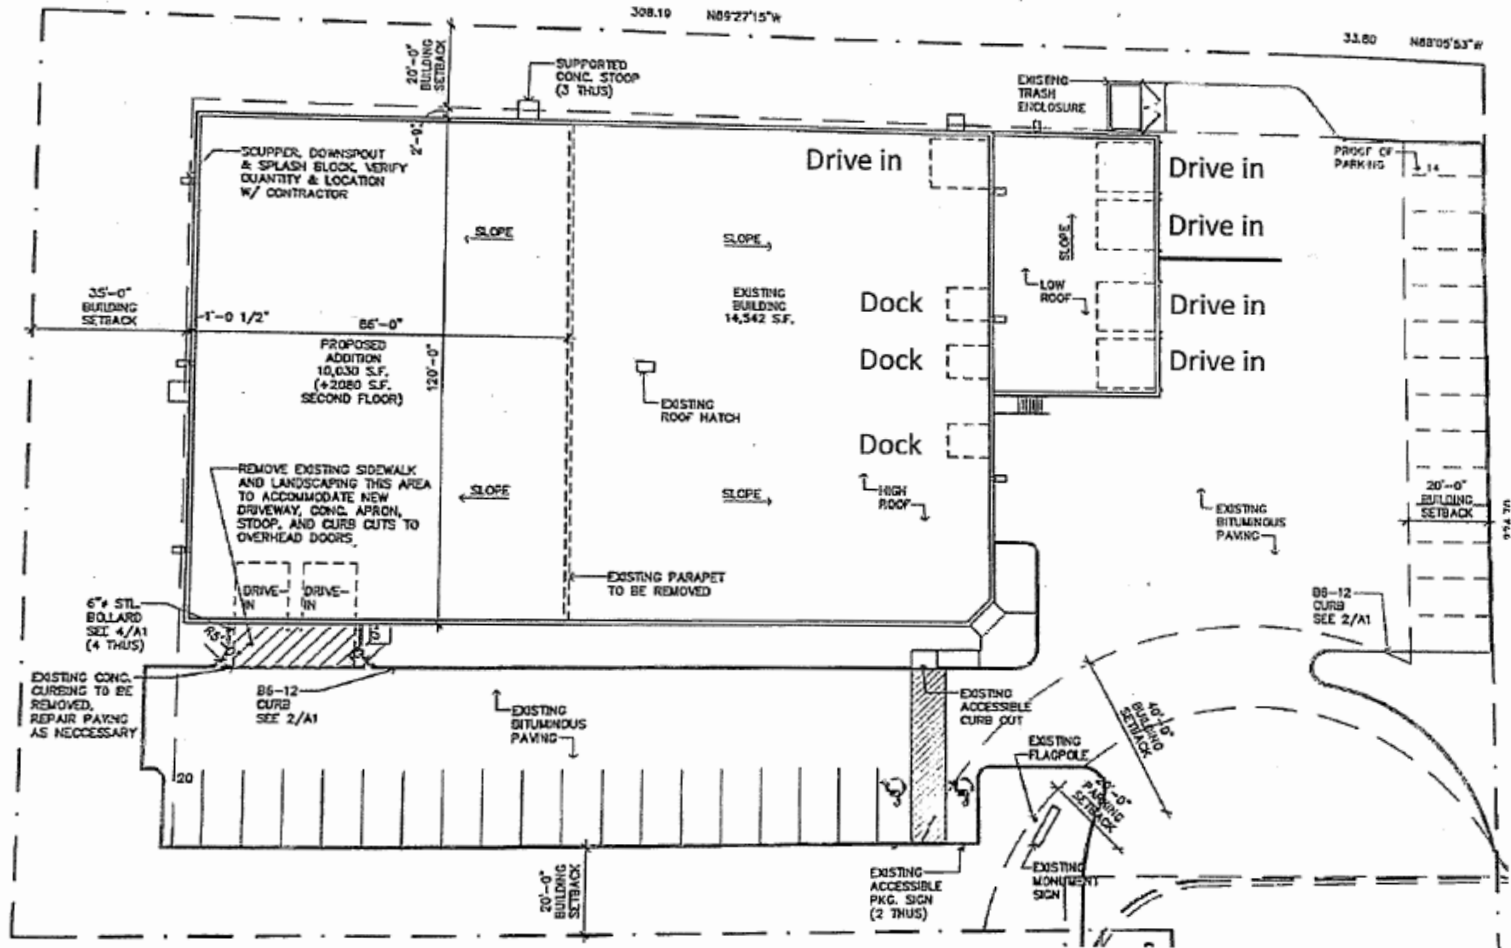 308.19 N89°27'15"W
33.80 N88°05'53"W
20'-0"
BUILDING
SETBACK
SUPPORTED
CONC. STOOP
(3 THUS)
EXISTING
TRASH
ENCLOSURE
2'-9"
SCUPPER, DOWNSPOUT
& SPLASH BLOCK, VERIFY
QUANTITY & LOCATION
W/ CONTRACTOR
Drive in
Drive in
PROOF OF
PARKING
14
SLOPE
SLOPE
SLOPE
Drive in
35'-0"
BUILDING
SETBACK
1'-0 1/2"
86'-0"
EXISTING
BUILDING
14,542 S.F.
Dock
LOW
ROOF
Drive in
PROPOSED
ADDITION
10,030 S.F.
(+2080 S.F.
SECOND FLOOR)
120'-0"
Dock
Drive in
EXISTING
ROOF HATCH
Dock
REMOVE EXISTING SIDEWALK
AND LANDSCAPING THIS AREA
TO ACCOMMODATE NEW
DRIVEWAY, CONC. APRON,
STOOP, AND CURB CUTS TO
OVERHEAD DOORS
SLOPE
SLOPE
HIGH
ROOF
EXISTING
BITUMINOUS
PAVING
20'-0"
BUILDING
SETBACK
DRIVE-
IN
DRIVE-
IN
EXISTING PARAPET
TO BE REMOVED
6"ø STL.
BOLLARD
SEE 4/A1
(4 THUS)
B6-12
CURB
SEE 2/A1
EXISTING CONC.
CURBING TO BE
REMOVED,
REPAIR PAVING
AS NECCESSARY
B6-12
CURB
SEE 2/A1
EXISTING
BITUMINOUS
PAVING
EXISTING
ACCESSIBLE
CURB CUT
40'-0"
BUILDING
SETBACK
EXISTING
FLAGPOLE
20
20'-0"
PARKING
SETBACK
20'-0"
BUILDING
SETBACK
EXISTING
ACCESSIBLE
PKG. SIGN
(2 THUS)
EXISTING
MONUMENT
SIGN